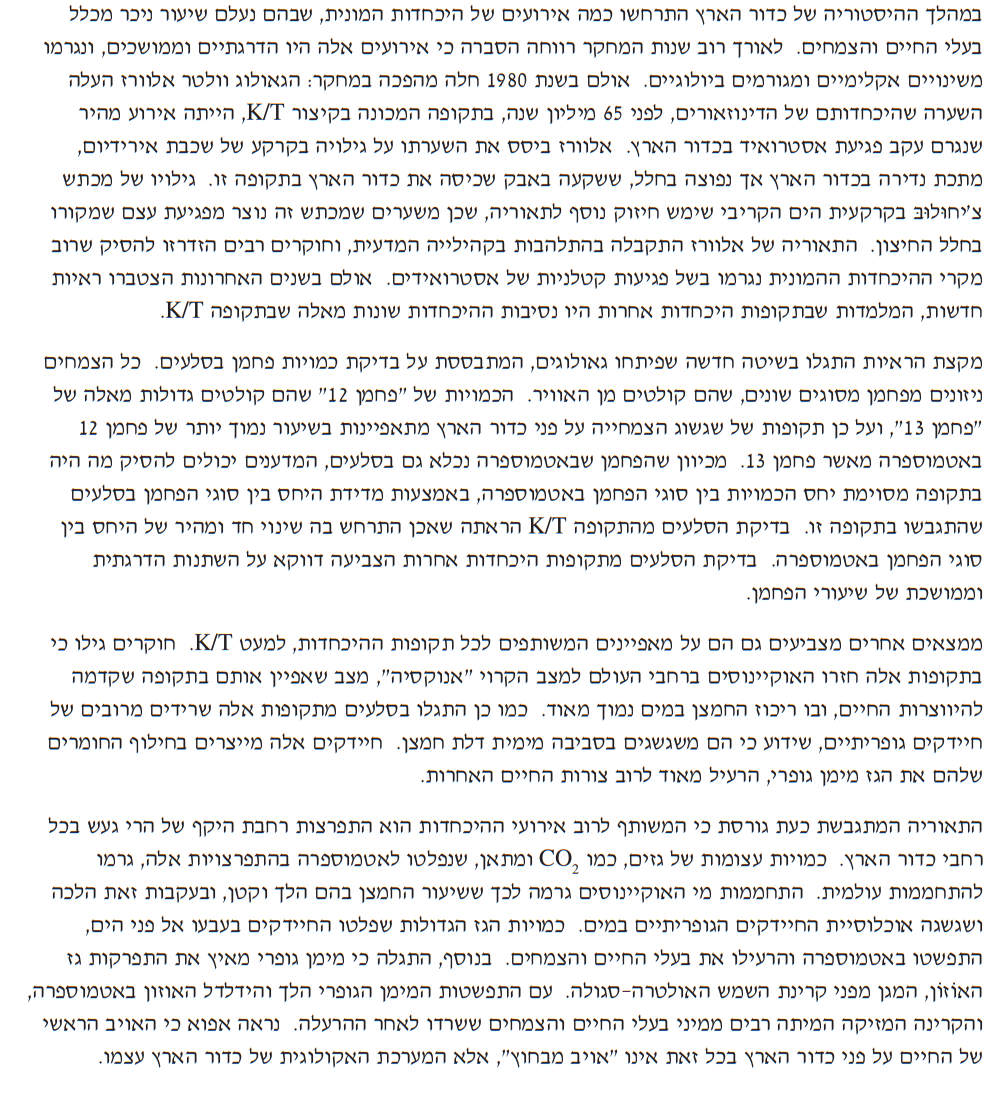 במהלך ההיסטוריה של כדור הארץ התרחשו כמה אירועים של היכחדות המונית, שבהם נעלם שיעור ניכר מכלל
בעלי החיים והצמחים. לאורך רוב שנות המחקר רווחה הסברה כי אירועים אלה היו הדרגתיים וממושכים, ונגרמו
משינויים אקלימיים ומגורמים ביולוגיים. אולם בשנת 1980 חלה מהפכה במחקר: הגאולוג וולטר אלוורז העלה
השערה שהיכחדותם של הדינוזאורים, לפני 65 מיליון שנה, בתקופה המכונה בקיצור K/T, הייתה אירוע מהיר
שנגרם עקב פגיעת אסטרואיד בכדור הארץ. אלוורז ביסס את השערתו על גילויה בקרקע של שכבת אירידיום,
מתכת נדירה בכדור הארץ אך נפוצה בחלל, ששקעה באבק שכיסה את כדור הארץ בתקופה זו. גילויו של מכתש
צ'יחוּלוּבּ בקרקעית הים הקריבי שימש חיזוק נוסף לתאוריה, שכן משערים שמכתש זה נוצר מפגיעת עצם שמקורו
בחלל החיצון. התאוריה של אלוורז התקבלה בהתלהבות בקהילייה המדעית, וחוקרים רבים הזדרזו להסיק שרוב
מקרי ההיכחדות ההמונית נגרמו בשל פגיעות קטלניות של אסטרואידים. אולם בשנים האחרונות הצטברו ראיות
חדשות, המלמדות שבתקופות היכחדות אחרות היו נסיבות ההיכחדות שונות מאלה שבתקופה K/T.
מקצת הראיות התגלו בשיטה חדשה שפיתחו גאולוגים, המתבססת על בדיקת כמויות פחמן בסלעים. כל הצמחים
ניזונים מפחמן מסוגים שונים, שהם קולטים מן האוויר. הכמויות של "פחמן 12" שהם קולטים גדולות מאלה של
"פחמן 13", ועל כן תקופות של שגשוג הצמחייה על פני כדור הארץ מתאפיינות בשיעור נמוך יותר של פחמן 12
באטמוספרה מאשר פחמן 13. מכיוון שהפחמן שבאטמוספרה נכלא גם בסלעים, המדענים יכולים להסיק מה היה
בתקופה מסוימת יחס הכמויות בין סוגי הפחמן באטמוספרה, באמצעות מדידת היחס בין סוגי הפחמן בסלעים
שהתגבשו בתקופה זו. בדיקת הסלעים מהתקופה K/T הראתה שאכן התרחש בה שינוי חד ומהיר של היחס בין
סוגי הפחמן באטמוספרה. בדיקת הסלעים מתקופות היכחדות אחרות הצביעה דווקא על השתנות הדרגתית
וממושכת של שיעורי הפחמן.
ממצאים אחרים מצביעים גם הם על מאפיינים המשותפים לכל תקופות ההיכחדות, למעט K/T. חוקרים גילו כי
בתקופות אלה חזרו האוקיינוסים ברחבי העולם למצב הקרוי "אנוקסיה", מצב שאפיין אותם בתקופה שקדמה
להיווצרות החיים, ובו ריכוז החמצן במים נמוך מאוד. כמו כן התגלו בסלעים מתקופות אלה שרידים מרובים של
חיידקים גופריתיים, שידוע כי הם משגשגים בסביבה מימית דלת חמצן. חיידקים אלה מייצרים בחילוף החומרים
שלהם את הגז מימן גופרי, הרעיל מאוד לרוב צורות החיים האחרות.
התאוריה המתגבשת כעת גורסת כי המשותף לרוב אירועי ההיכחדות הוא התפרצות רחבת היקף של הרי געש בכל
רחבי כדור הארץ. כמויות עצומות של גזים, כמו CO₂ ומתאן, שנפלטו לאטמוספרה בהתפרצויות אלה, גרמו
להתחממות עולמית. התחממות מי האוקיינוסים גרמה לכך ששיעור החמצן בהם הלך וקטן, ובעקבות זאת הלכה
ושגשגה אוכלוסיית החיידקים הגופריתיים במים. כמויות הגז הגדולות שפלטו החיידקים בעבעו אל פני הים,
התפשטו באטמוספרה והרעילו את בעלי החיים והצמחים. בנוסף, התגלה כי מימן גופרי מאיץ את התפרקות גז
האוֹזוֹן, המגן מפני קרינת השמש האולטרה-סגולה. עם התפשטות המימן הגופרי הלך והידלדל האוזון באטמוספרה,
והקרינה המזיקה המיתה רבים ממיני בעלי החיים והצמחים ששרדו לאחר ההרעלה. נראה אפוא כי האויב הראשי
של החיים על פני כדור הארץ בכל זאת אינו "אויב מבחוץ", אלא המערכת האקולוגית של כדור הארץ עצמו.